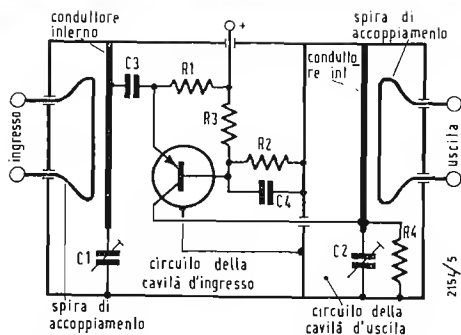 conduttore
interno
spira di
accoppiamento
+
C3
R1
condutto
re int.
R3
R2
ingresso
uscita
C4
C1
C2
R4
circuito della
cavità d'ingresso
spira di
accoppiamento
circuito della
cavità d'uscita
2154/5